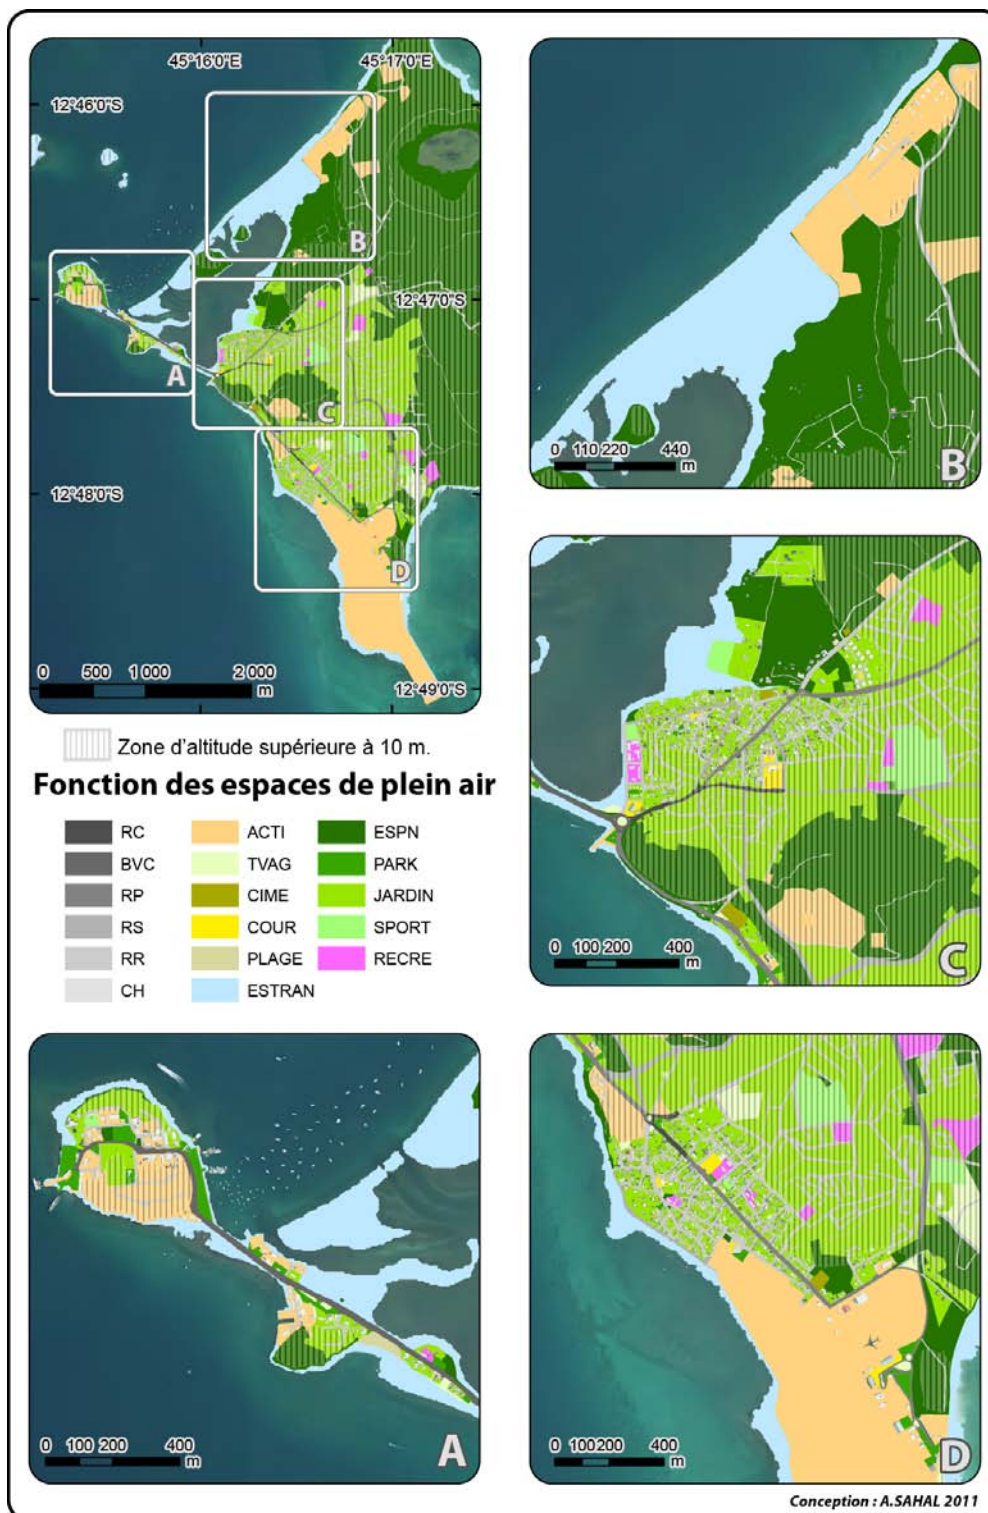 45°16'0"E
45°17'0"E
12°46'0"S
B
12°47'0"S
A
C
12°48'0"S
D
0 500 1 000 2 000
m
12°49'0"S
0 110 220 440
m
B
Zone d'altitude supérieure à 10 m.
Fonction des espaces de plein air
RC ACTI ESPN
BVC TVAG PARK
RP CIME JARDIN
RS COUR SPORT
RR PLAGE RECRE
CH ESTRAN
0 100 200 400
m
C
0 100 200 400
m
A
0 100200 400
m
D
Conception : A.SAHAL 2011